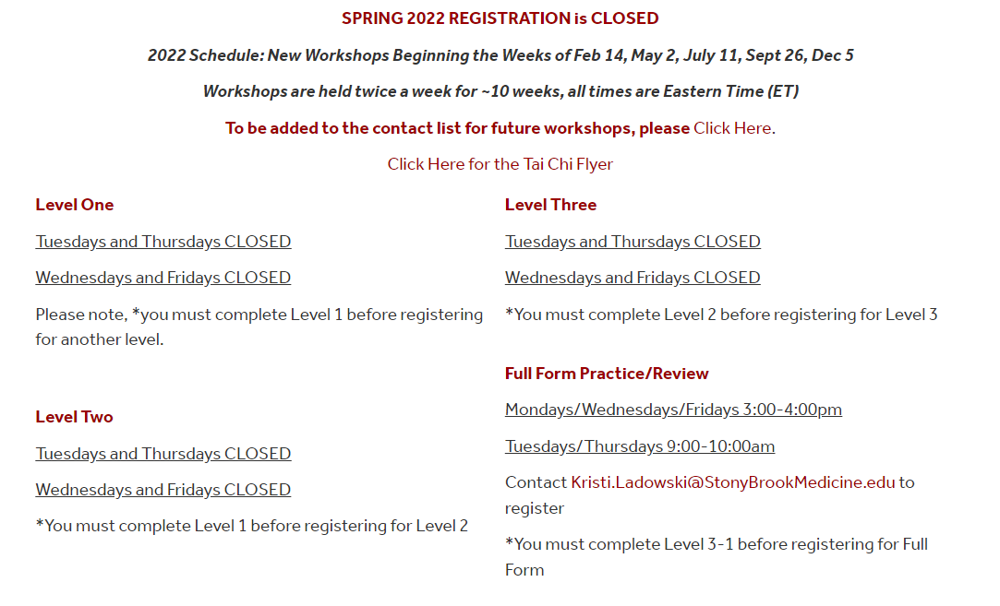 SPRING 2022 REGISTRATION is CLOSED
2022 Schedule: New Workshops Beginning the Weeks of Feb 14, May 2, July 11, Sept 26, Dec 5
Workshops are held twice a week for ~10 weeks, all times are Eastern Time (ET)
To be added to the contact list for future workshops, please Click Here.
Click Here for the Tai Chi Flyer
Level One
Tuesdays and Thursdays CLOSED
Wednesdays and Fridays CLOSED
Please note, *you must complete Level 1 before registering
for another level.
Level Two
Tuesdays and Thursdays CLOSED
Wednesdays and Fridays CLOSED
*You must complete Level 1 before registering for Level 2
Level Three
Tuesdays and Thursdays CLOSED
Wednesdays and Fridays CLOSED
*You must complete Level 2 before registering for Level 3
Full Form Practice/Review
Mondays/Wednesdays/Fridays 3:00-4:00pm
Tuesdays/Thursdays 9:00-10:00am
Contact Kristi.Ladowski@StonyBrookMedicine.edu to
register
*You must complete Level 3-1 before registering for Full
Form